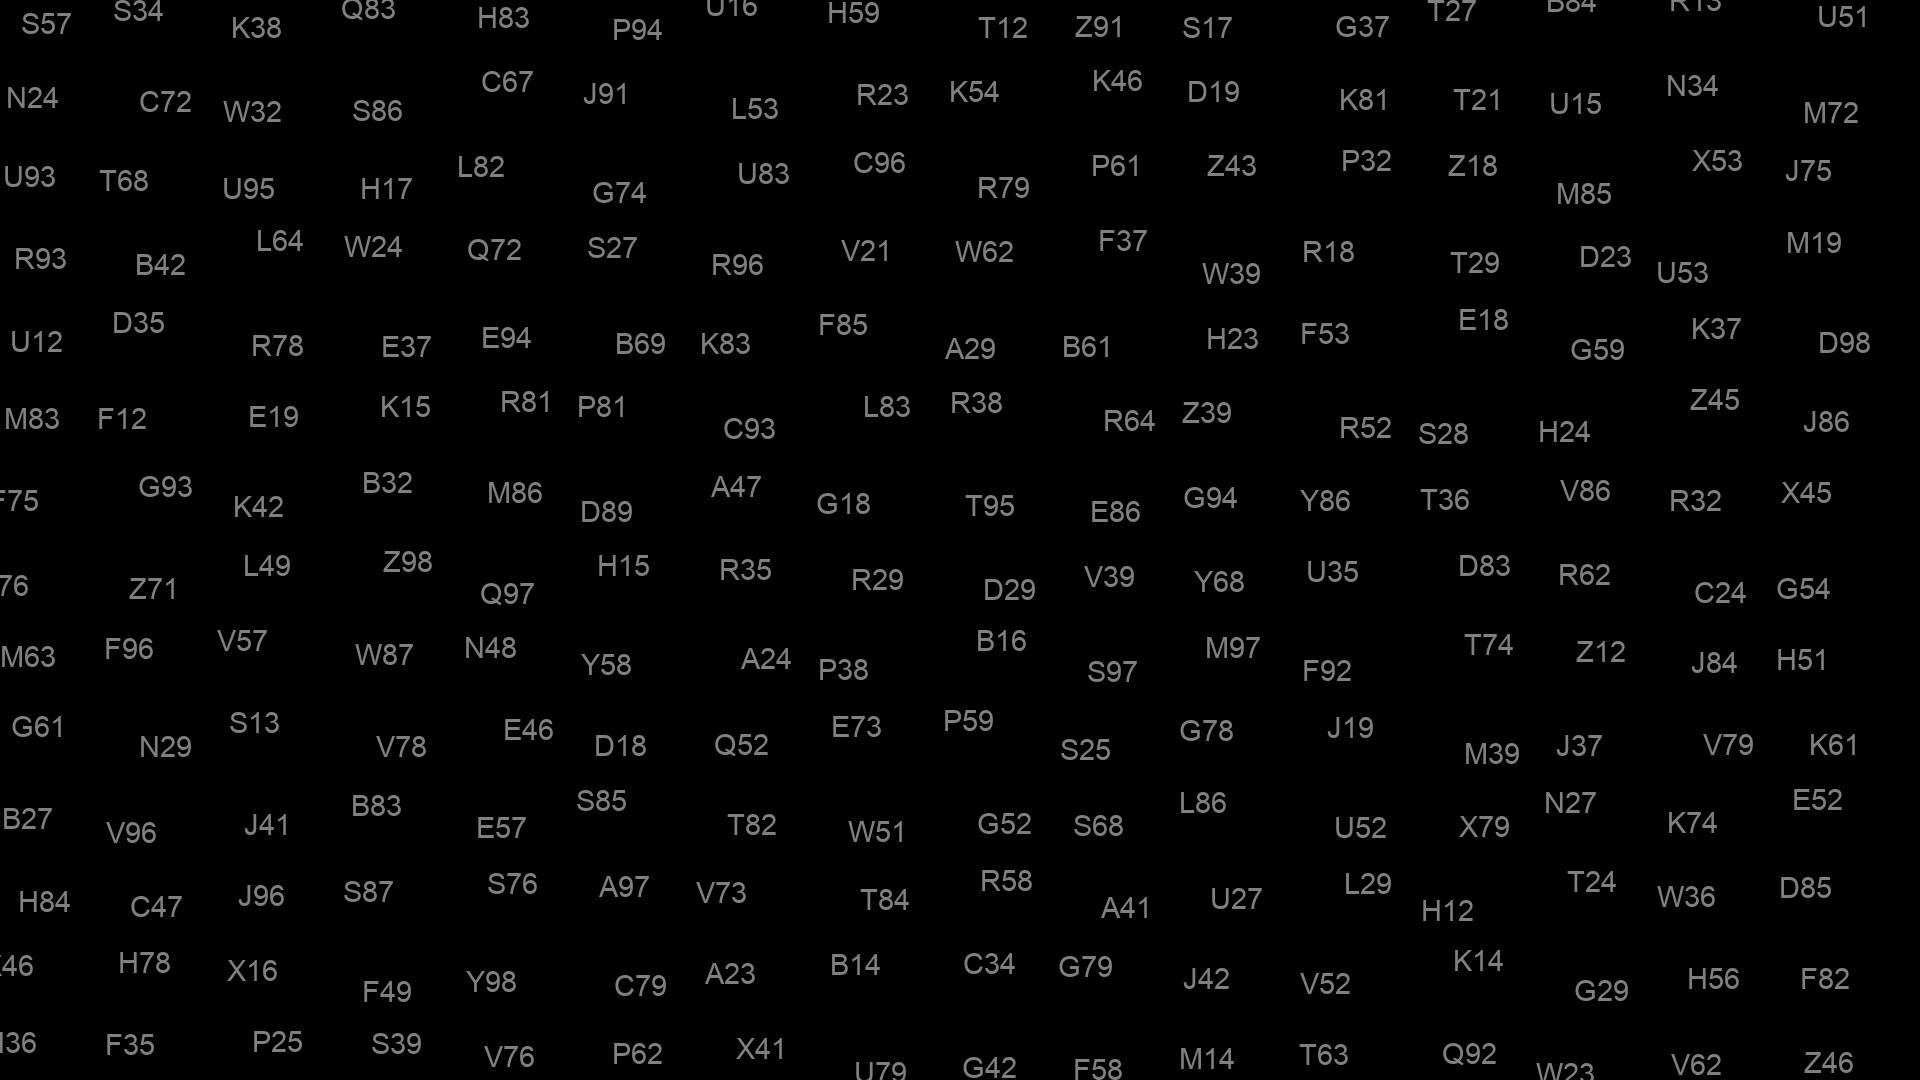 S57 S34 K38 Q83 H83 P94 U16 H59 T12 Z91 S17 G37 T27 B84 R13 U51
N24 C72 W32 S86 C67 J91 L53 R23 K54 K46 D19 K81 T21 U15 N34 M72
U93 T68 U95 H17 L82 G74 U83 C96 R79 P61 Z43 P32 Z18 M85 X53 J75
R93 B42 L64 W24 Q72 S27 R96 V21 W62 F37 W39 R18 T29 D23 U53 M19
U12 D35 R78 E37 E94 B69 K83 F85 A29 B61 H23 F53 E18 G59 K37 D98
M83 F12 E19 K15 R81 P81 C93 L83 R38 R64 Z39 R52 S28 H24 Z45 J86
F75 G93 K42 B32 M86 D89 A47 G18 T95 E86 G94 Y86 T36 V86 R32 X45
76 Z71 L49 Z98 Q97 H15 R35 R29 D29 V39 Y68 U35 D83 R62 C24 G54
M63 F96 V57 W87 N48 Y58 A24 P38 B16 S97 M97 F92 T74 Z12 J84 H51
G61 N29 S13 V78 E46 D18 Q52 E73 P59 S25 G78 J19 M39 J37 V79 K61
B27 V96 J41 B83 E57 S85 T82 W51 G52 S68 L86 U52 X79 N27 K74 E52
H84 C47 J96 S87 S76 A97 V73 T84 R58 A41 U27 L29 H12 T24 W36 D85
46 H78 X16 F49 Y98 C79 A23 B14 C34 G79 J42 V52 K14 G29 H56 F82
36 F35 P25 S39 V76 P62 X41 U79 G42 F58 M14 T63 Q92 W23 V62 Z46